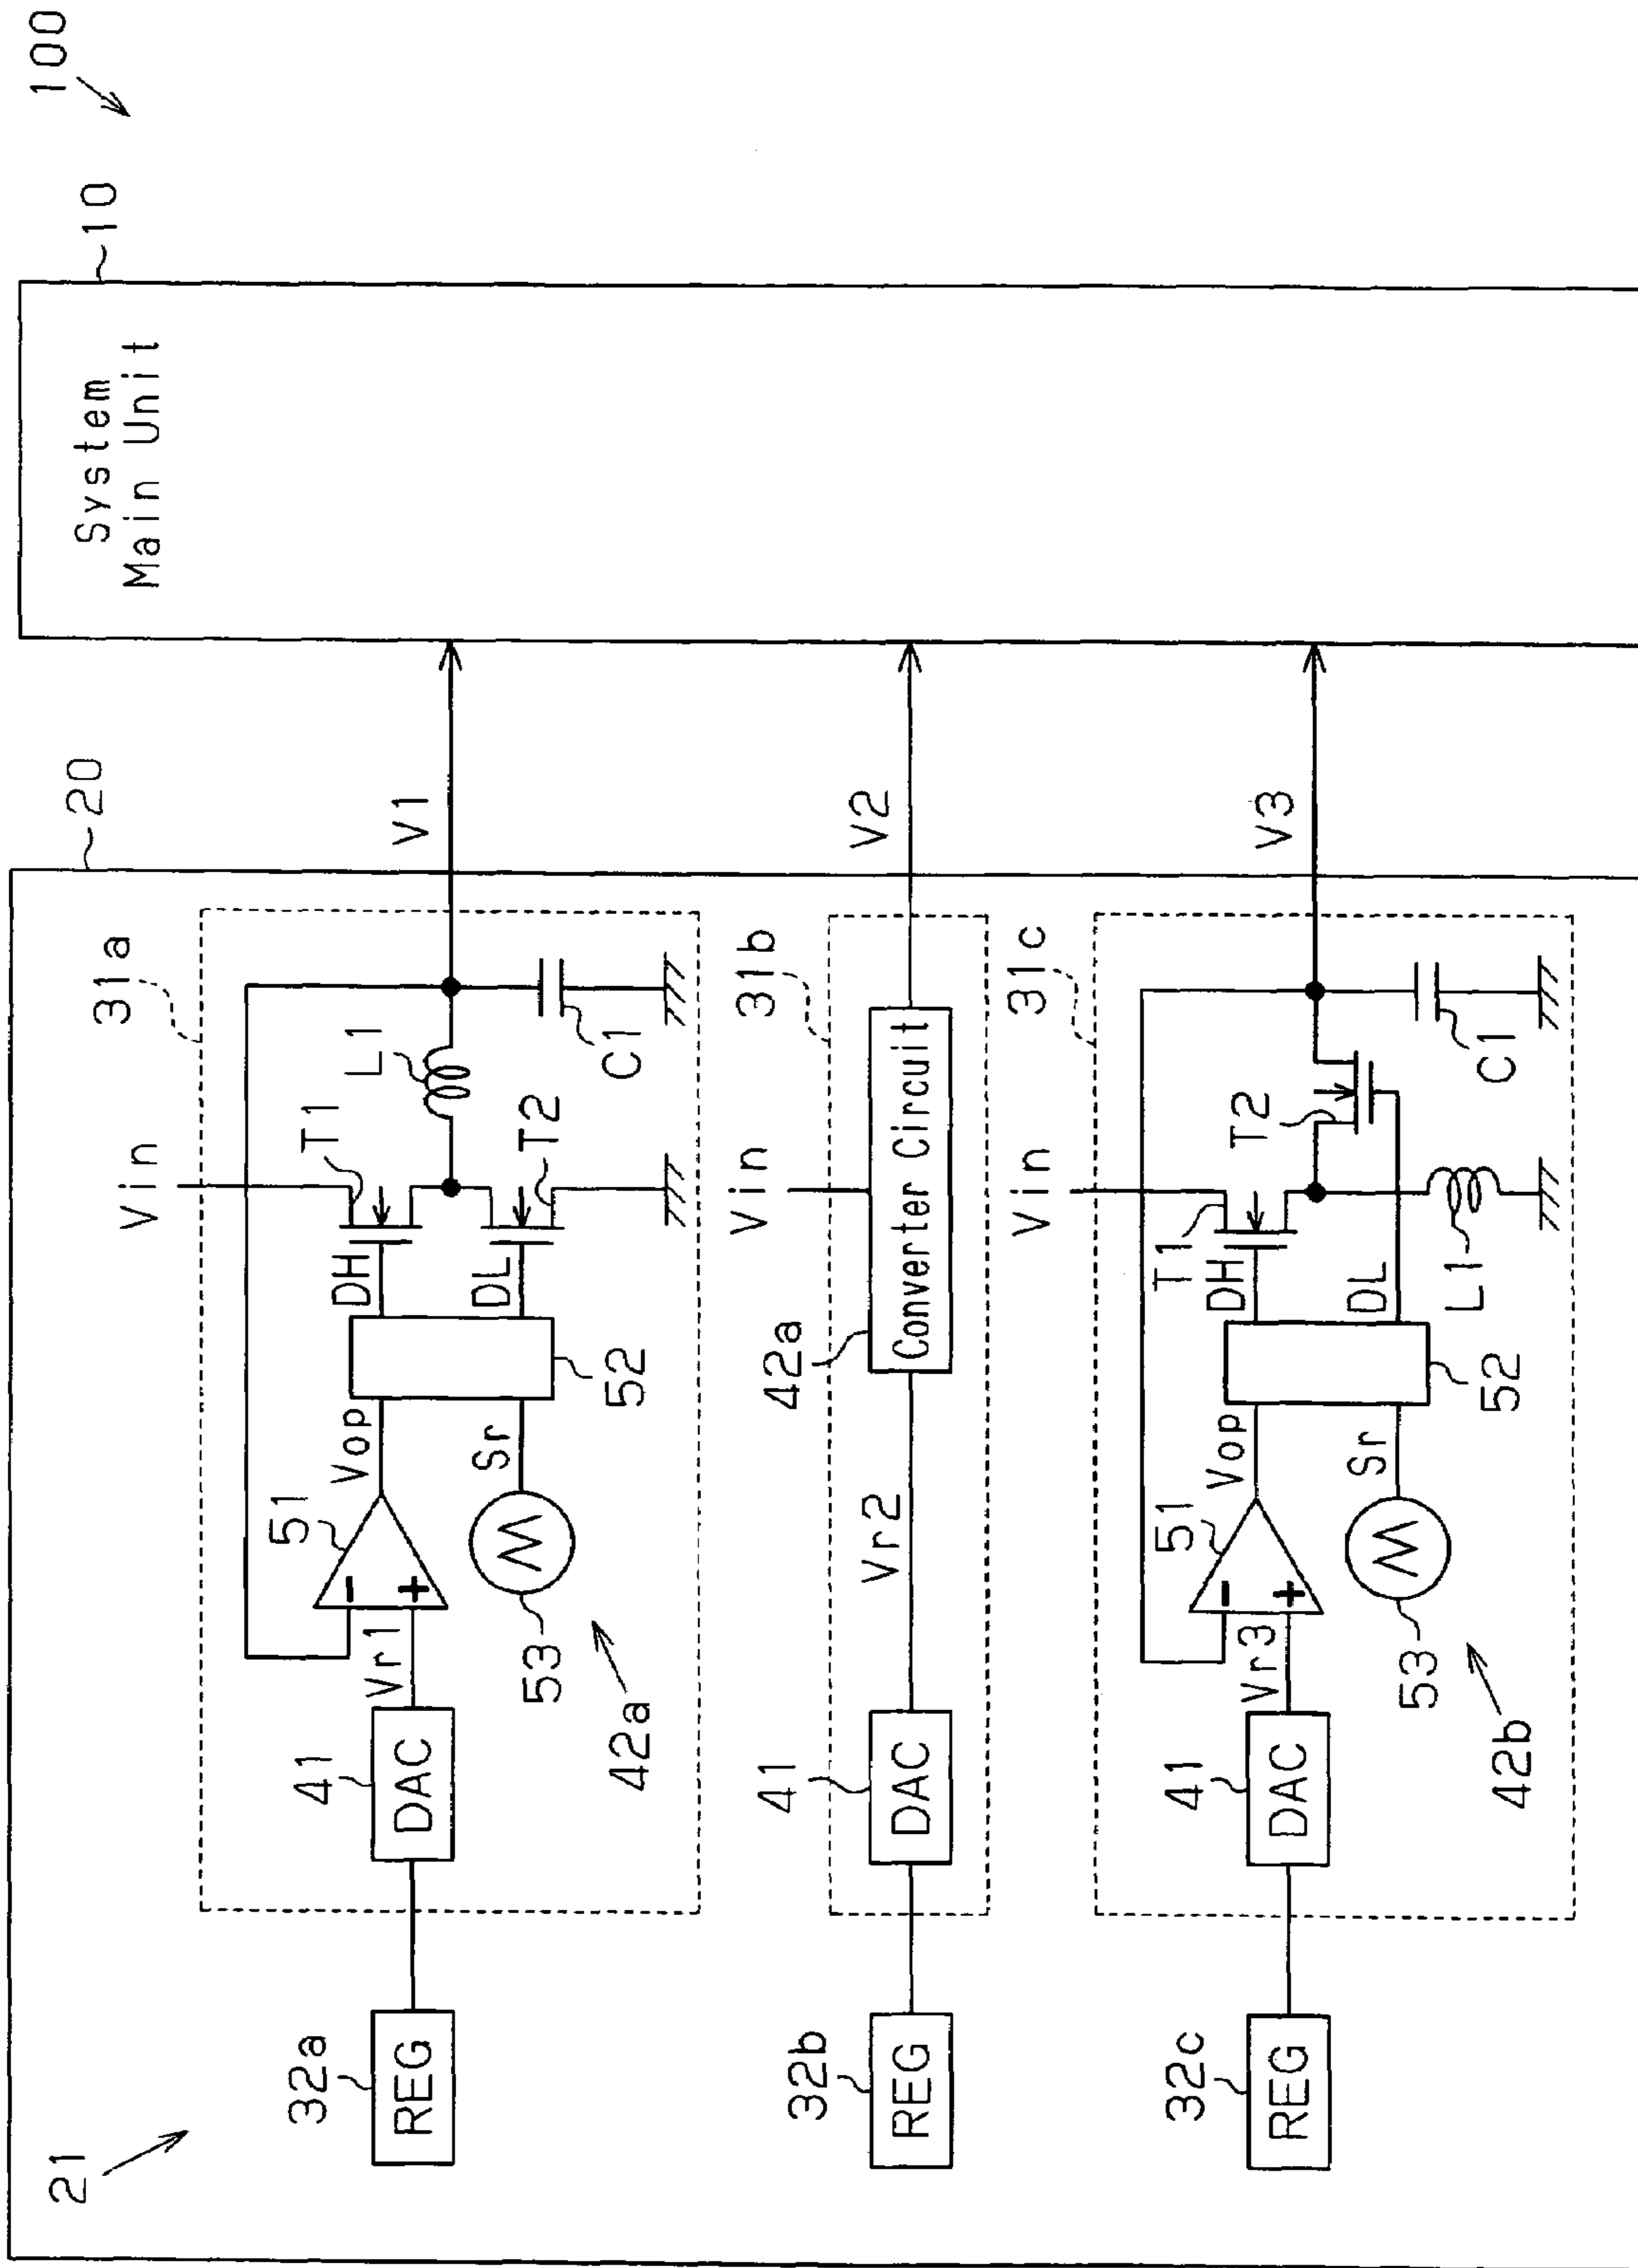 100
10
System
Main Unit
20
V1
V2
V3
31a
Vin
T1
L1
T2
C1
DH
DL
52
Vop
Sr
51
-
+
53
Vr1
41
DAC
42a
32a
REG
21
31b
Vin
Converter Circuit
42a
Vr2
41
DAC
32b
REG
31c
Vin
T1
T2
C1
L1
DH
DL
52
Vop
Sr
51
-
+
53
Vr3
41
DAC
42b
32c
REG